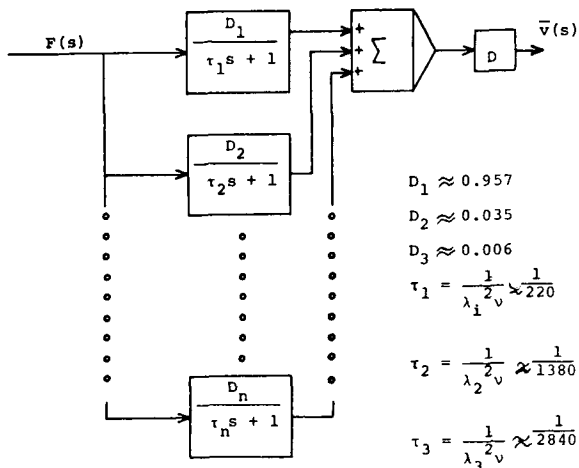 F(s)
D₁
τ₁s + 1
+
+
+
Σ
D
v̄(s)
D₂
τ₂s + 1
D₁ ≈ 0.957
D₂ ≈ 0.035
D₃ ≈ 0.006
τ₁ = 1/λᵢ²ν ≈ 1/220
τ₂ = 1/λ₂²ν ≈ 1/1380
Dₙ
τₙs + 1
τ₃ = 1/λ₃²ν ≈ 1/2840